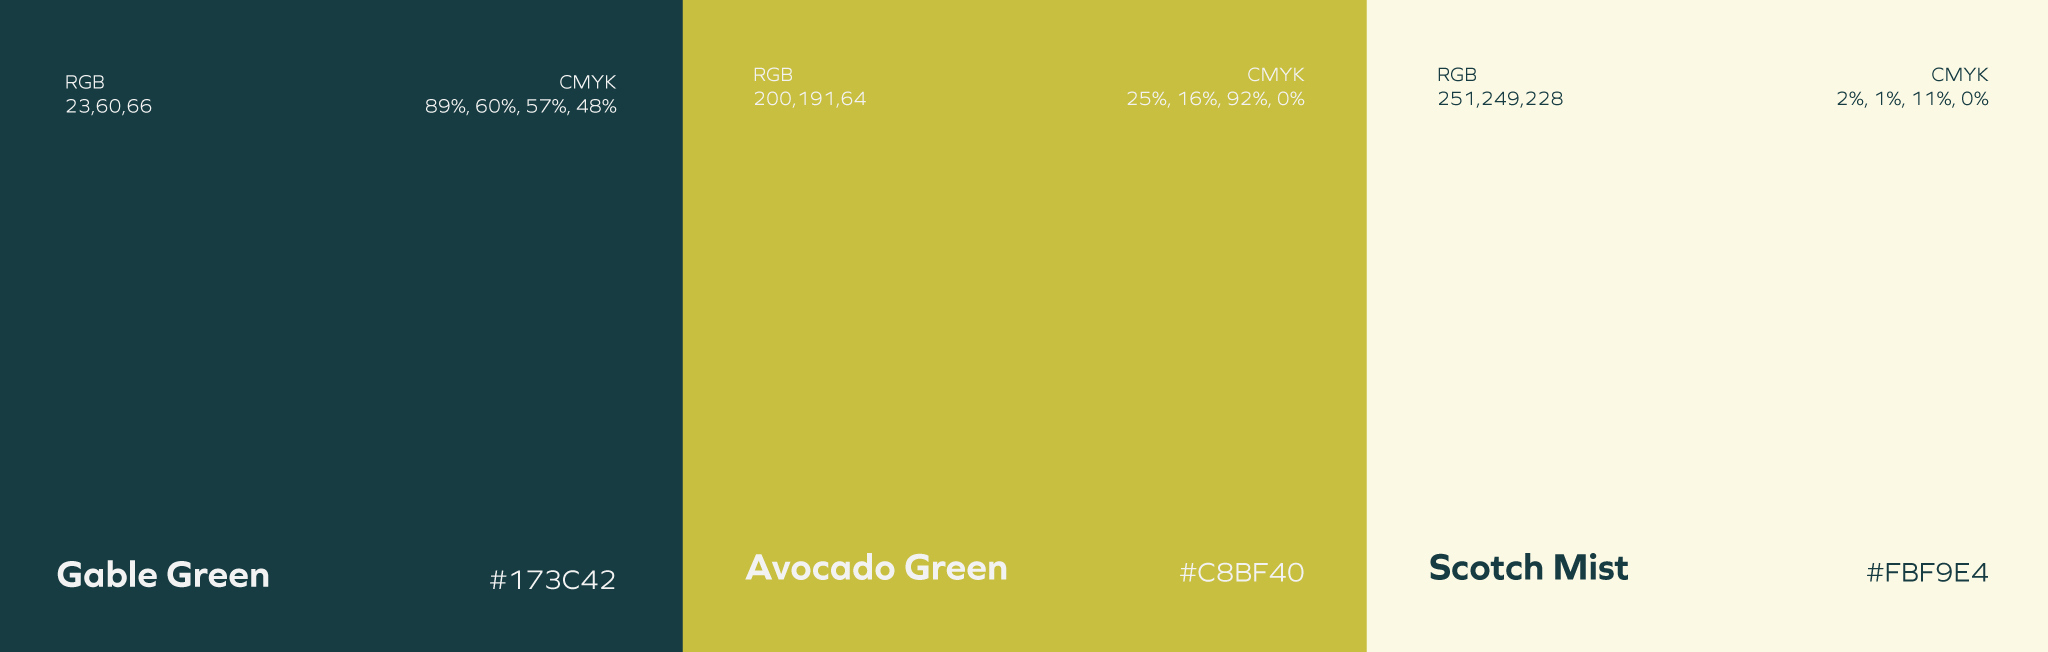 RGB
23,60,66
CMYK
89%, 60%, 57%, 48%
Gable Green
#173C42
RGB
200,191,64
CMYK
25%, 16%, 92%, 0%
Avocado Green
#C8BF40
RGB
251,249,228
CMYK
2%, 1%, 11%, 0%
Scotch Mist
#FBF9E4